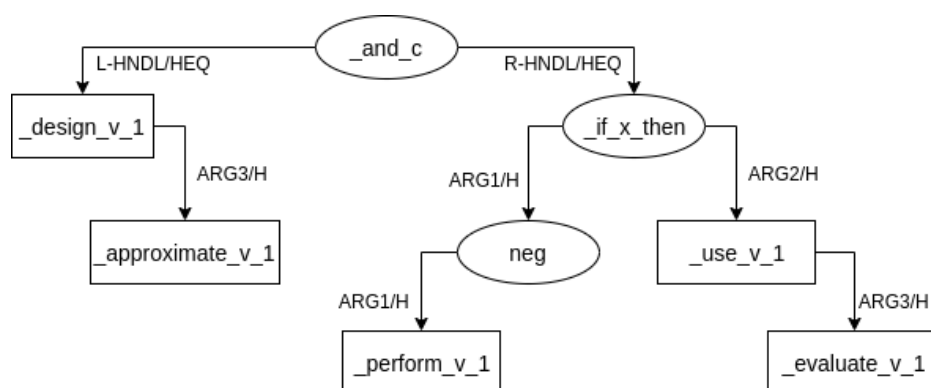 _and_c
L-HNDL/HEQ
R-HNDL/HEQ
_design_v_1
_if_x_then
ARG3/H
ARG1/H
ARG2/H
_approximate_v_1
neg
_use_v_1
ARG1/H
ARG3/H
_perform_v_1
_evaluate_v_1